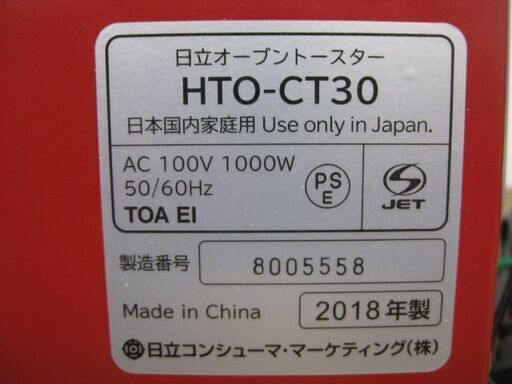 日立オーブントースター
HTO-CT30
日本国内家庭用 Use only in Japan.
AC 100V 1000W
50/60Hz
TOA EI
PS
E
JET
製造番号 8005558
Made in China 2018年製
日立コンシューマ・マーケティング(株)